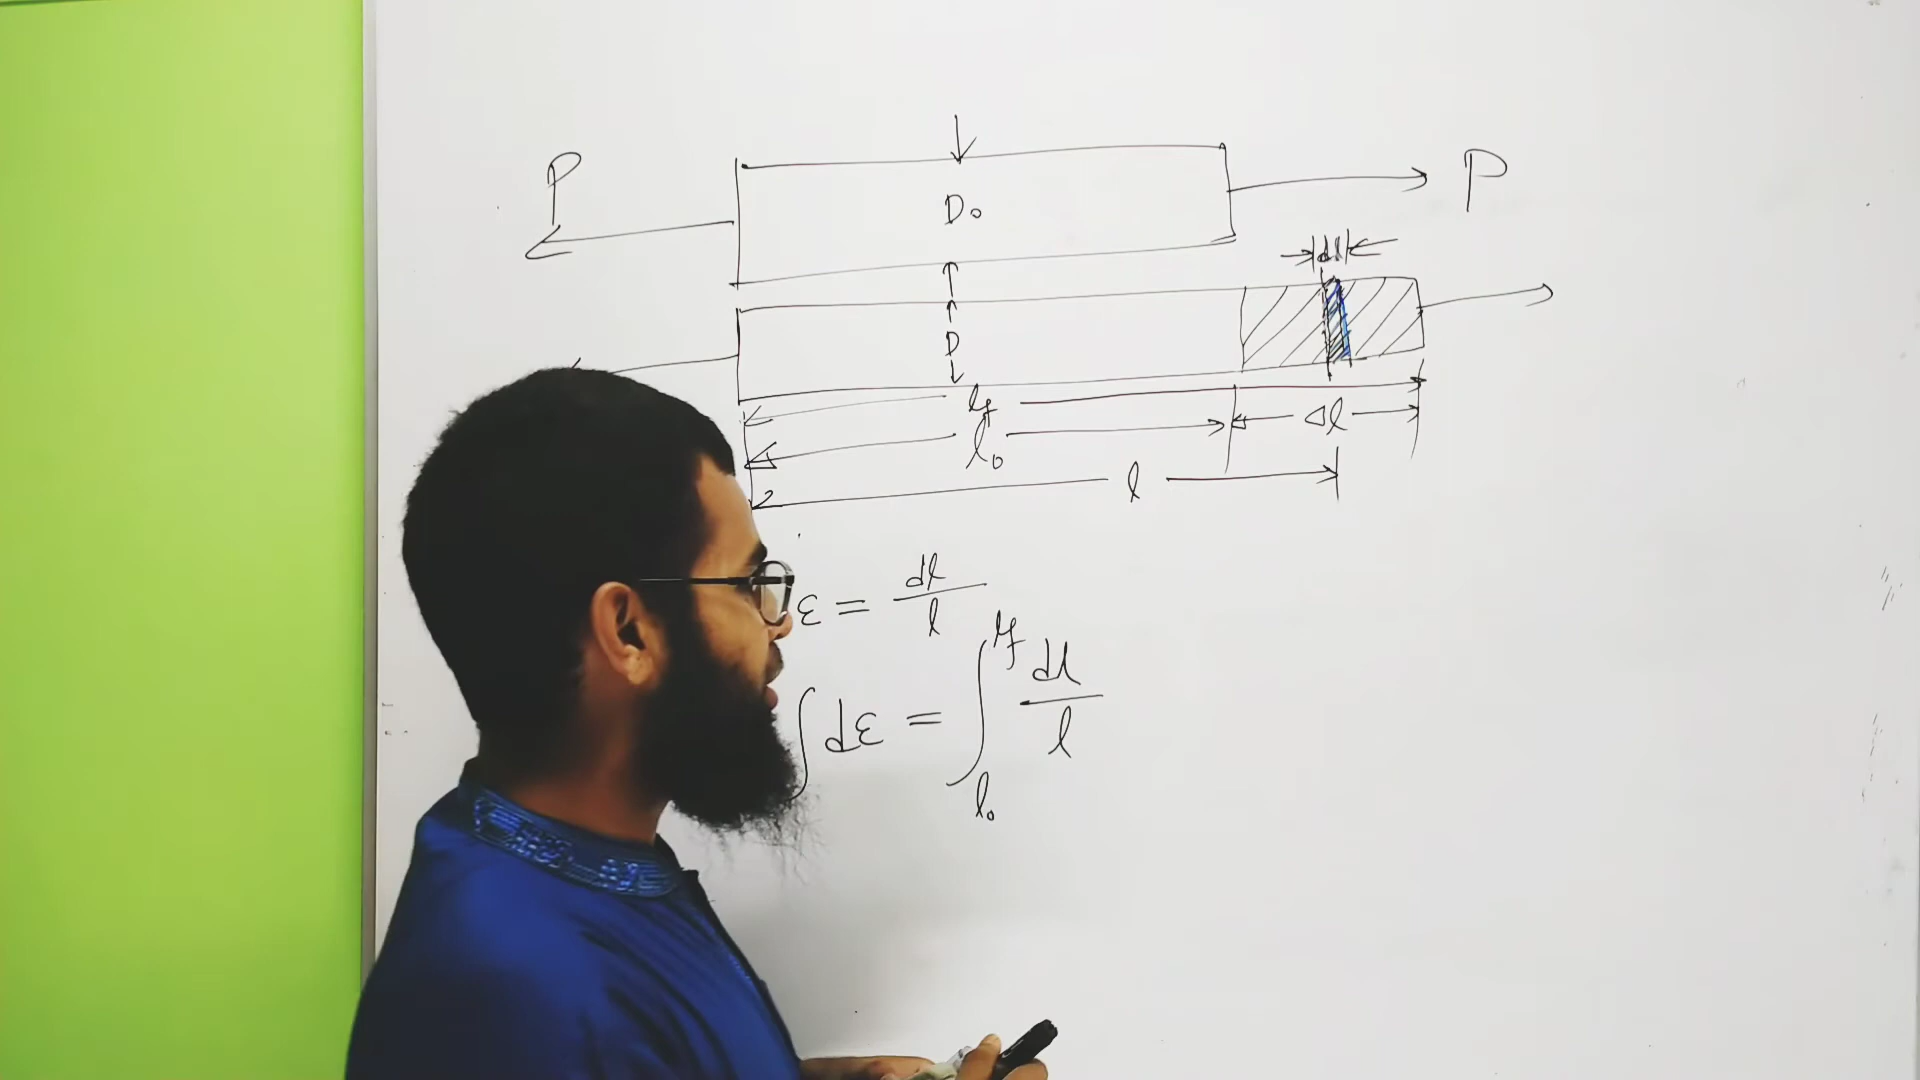 P
P
D₀
dl
D
l_f
Δl
l₀
l
ε = dl/l
∫dε = ∫_{l₀}^{l_f} dl/l